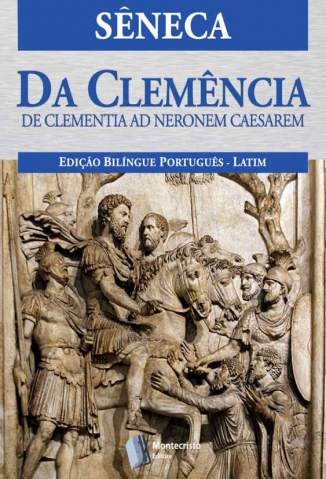 SÊNECA
DA CLEMÊNCIA
DE CLEMENTIA AD NERONEM CAESAREM
EDIÇÃO BILÍNGUE PORTUGUÊS - LATIM
Montecristo
Editora